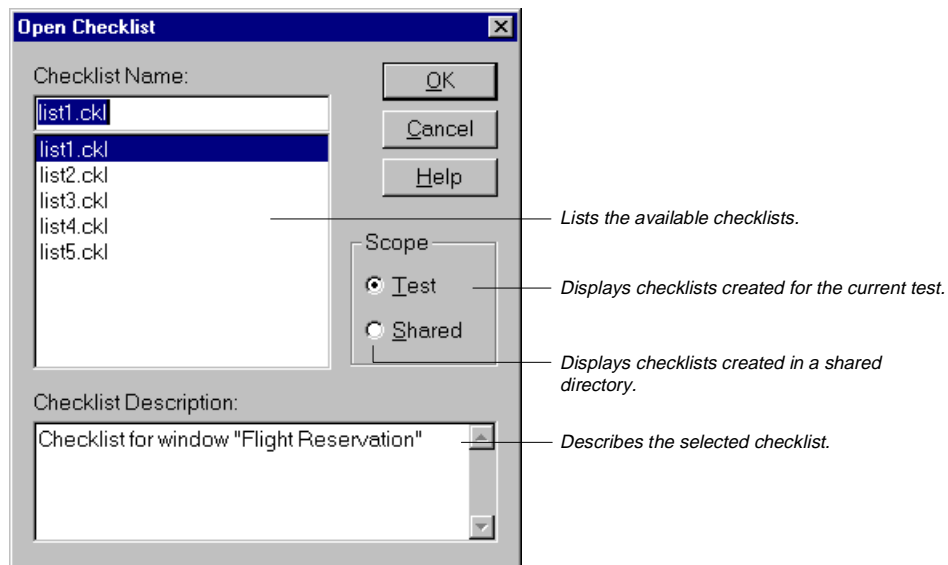 Open Checklist
Checklist Name:
list1.ckl
list1.ckl
list2.ckl
list3.ckl
list4.ckl
list5.ckl
OK
Cancel
Help
Scope
Test
Shared
Checklist Description:
Checklist for window "Flight Reservation"
Lists the available checklists.
Displays checklists created for the current test.
Displays checklists created in a shared
directory.
Describes the selected checklist.